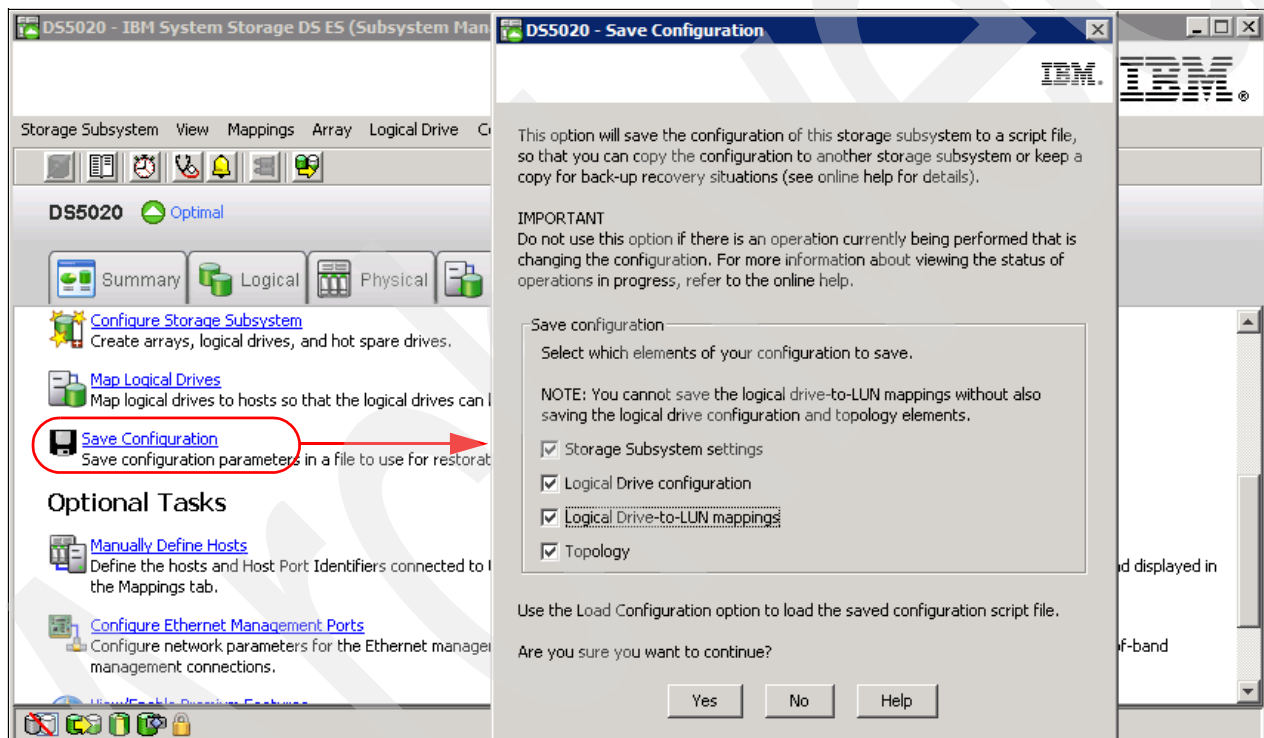 DS5020 - IBM System Storage DS ES (Subsystem Man
IBM
Storage Subsystem View Mappings Array Logical Drive
DS5020 Optimal
Summary Logical Physical
Configure Storage Subsystem
Create arrays, logical drives, and hot spare drives.
Map Logical Drives
Map logical drives to hosts so that the logical drives can
Save Configuration
Save configuration parameters in a file to use for restorat
Optional Tasks
Manually Define Hosts
Define the hosts and Host Port Identifiers connected to
d displayed in
the Mappings tab.
Configure Ethernet Management Ports
Configure network parameters for the Ethernet manage
f-band
management connections.
View/Enable Premium Features
DS5020 - Save Configuration
IBM.
This option will save the configuration of this storage subsystem to a script file,
so that you can copy the configuration to another storage subsystem or keep a
copy for back-up recovery situations (see online help for details).
IMPORTANT
Do not use this option if there is an operation currently being performed that is
changing the configuration. For more information about viewing the status of
operations in progress, refer to the online help.
Save configuration
Select which elements of your configuration to save.
NOTE: You cannot save the logical drive-to-LUN mappings without also
saving the logical drive configuration and topology elements.
Storage Subsystem settings
Logical Drive configuration
Logical Drive-to-LUN mappings
Topology
Use the Load Configuration option to load the saved configuration script file.
Are you sure you want to continue?
Yes No Help